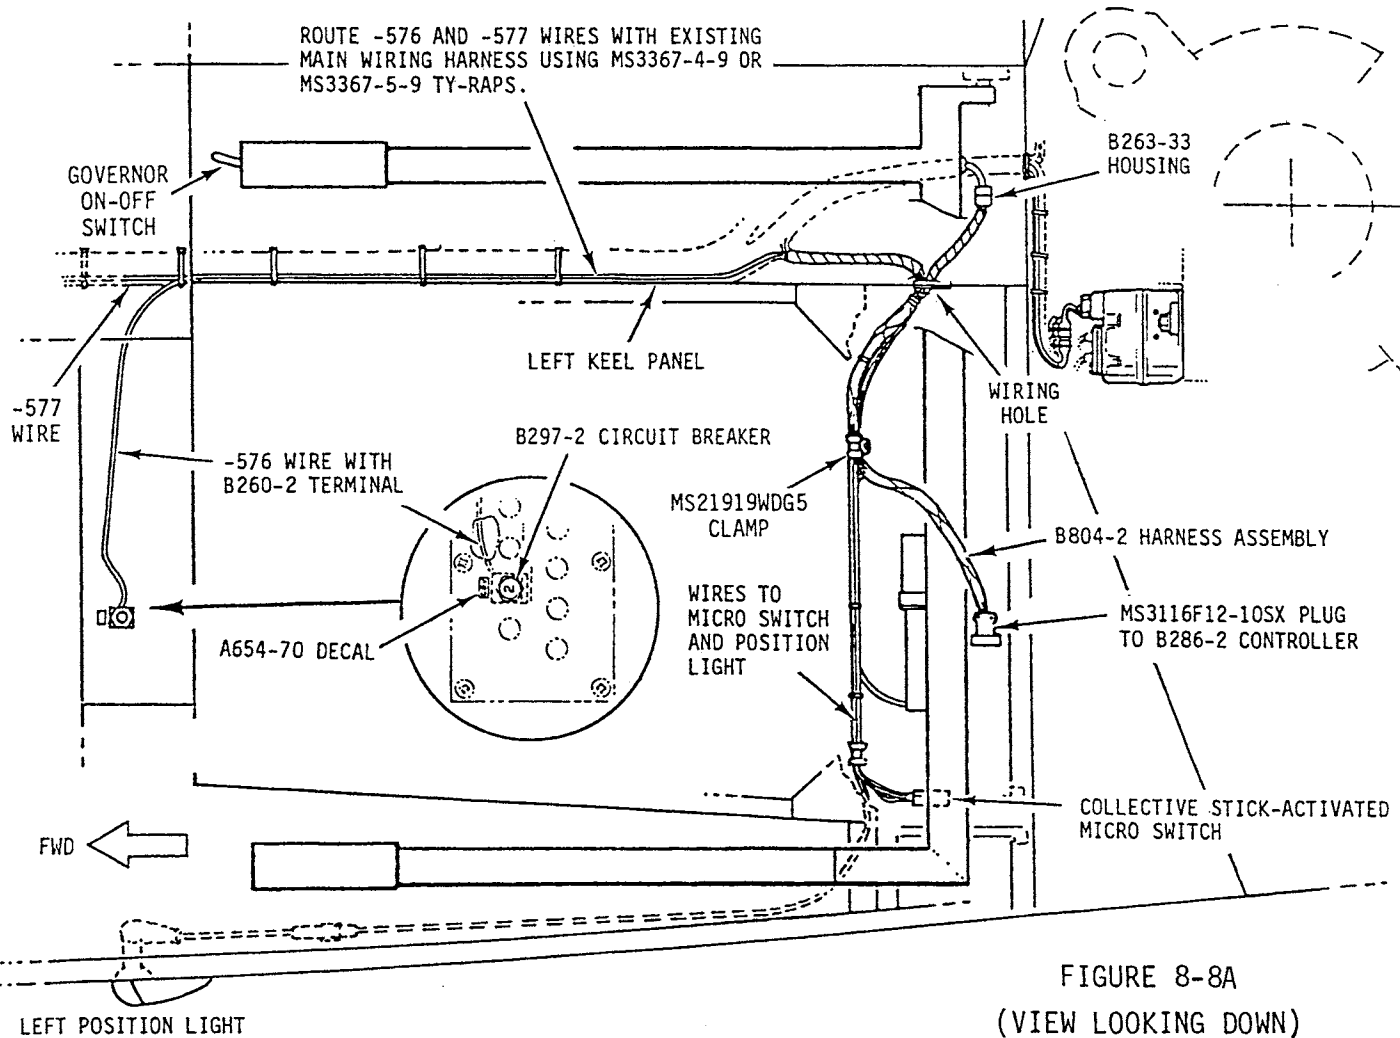 ROUTE -576 AND -577 WIRES WITH EXISTING
MAIN WIRING HARNESS USING MS3367-4-9 OR
MS3367-5-9 TY-RAPS.
B263-33
HOUSING
GOVERNOR
ON-OFF
SWITCH
LEFT KEEL PANEL
WIRING
HOLE
-577
WIRE
B297-2 CIRCUIT BREAKER
-576 WIRE WITH
B260-2 TERMINAL
MS21919WDG5
CLAMP
B804-2 HARNESS ASSEMBLY
2
WIRES TO
MICRO SWITCH
AND POSITION
LIGHT
MS3116F12-10SX PLUG
TO B286-2 CONTROLLER
A654-70 DECAL
COLLECTIVE STICK-ACTIVATED
MICRO SWITCH
FWD
FIGURE 8-8A
(VIEW LOOKING DOWN)
LEFT POSITION LIGHT